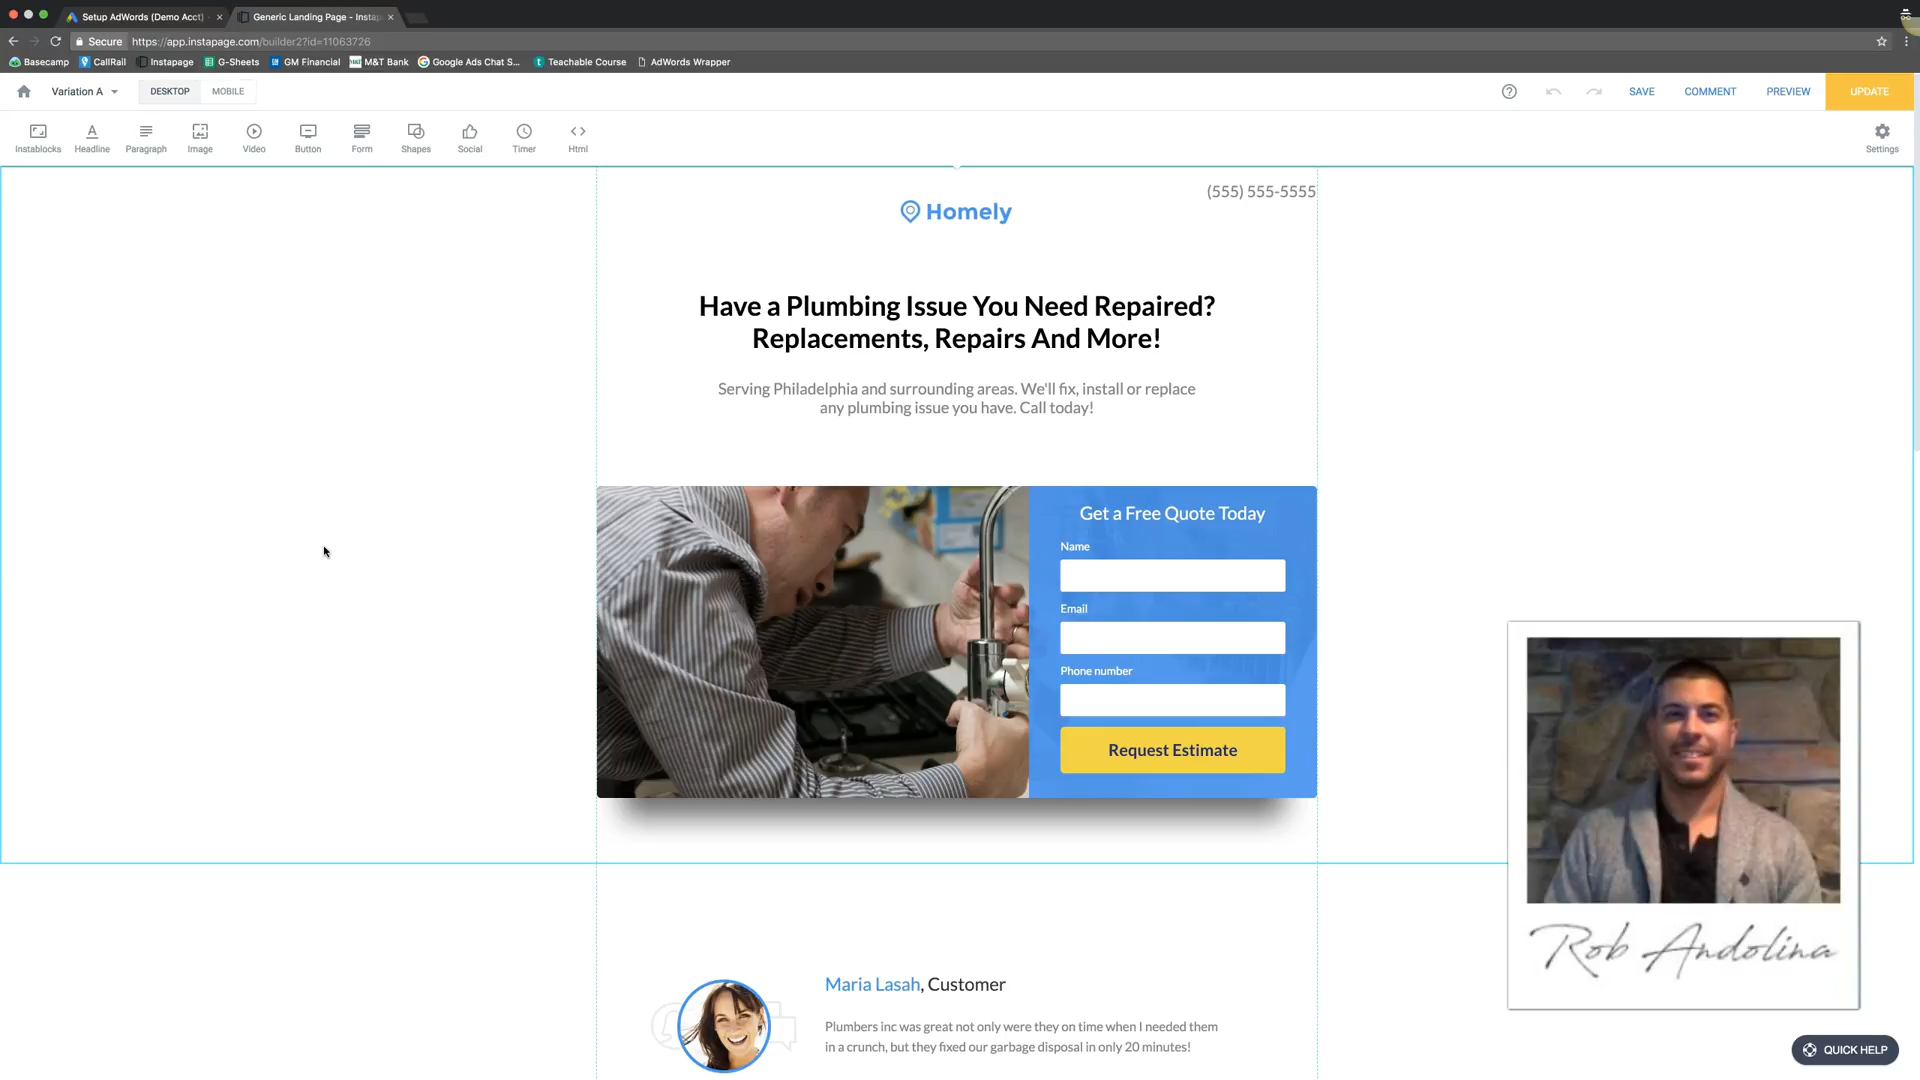 Setup AdWords (Demo Acct)
Generic Landing Page - Instap
Secure
https://app.instapage.com/builder2?id=11063726
Basecamp
CallRail
Instapage
G-Sheets
GM Financial
M&T Bank
Google Ads Chat S...
Teachable Course
AdWords Wrapper
Variation A
DESKTOP
MOBILE
SAVE
COMMENT
PREVIEW
UPDATE
Instablocks
Headline
Paragraph
Image
Video
Button
Form
Shapes
Social
Timer
Html
Settings
(555) 555-5555
Homely
Have a Plumbing Issue You Need Repaired?
Replacements, Repairs And More!
Serving Philadelphia and surrounding areas. We'll fix, install or replace
any plumbing issue you have. Call today!
Get a Free Quote Today
Name
Email
Phone number
Request Estimate
Rob Andolina
Maria Lasah, Customer
Plumbers inc was great not only were they on time when I needed them
in a crunch, but they fixed our garbage disposal in only 20 minutes!
QUICK HELP